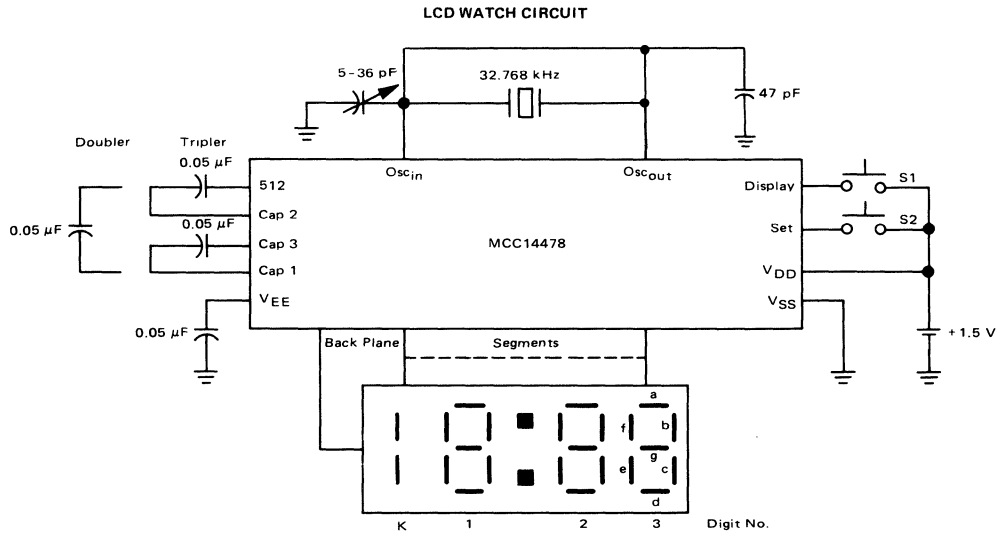 LCD WATCH CIRCUIT
5-36 pF
32.768 kHz
47 pF
Doubler
Tripler
0.05 µF
512
Cap 2
0.05 µF
0.05 µF
Cap 3
Cap 1
VEE
0.05 µF
Oscin
Oscout
MCC14478
Display
Set
VDD
VSS
S1
S2
+1.5 V
Back Plane
Segments
a
f
b
g
e
c
d
K
1
2
3
Digit No.